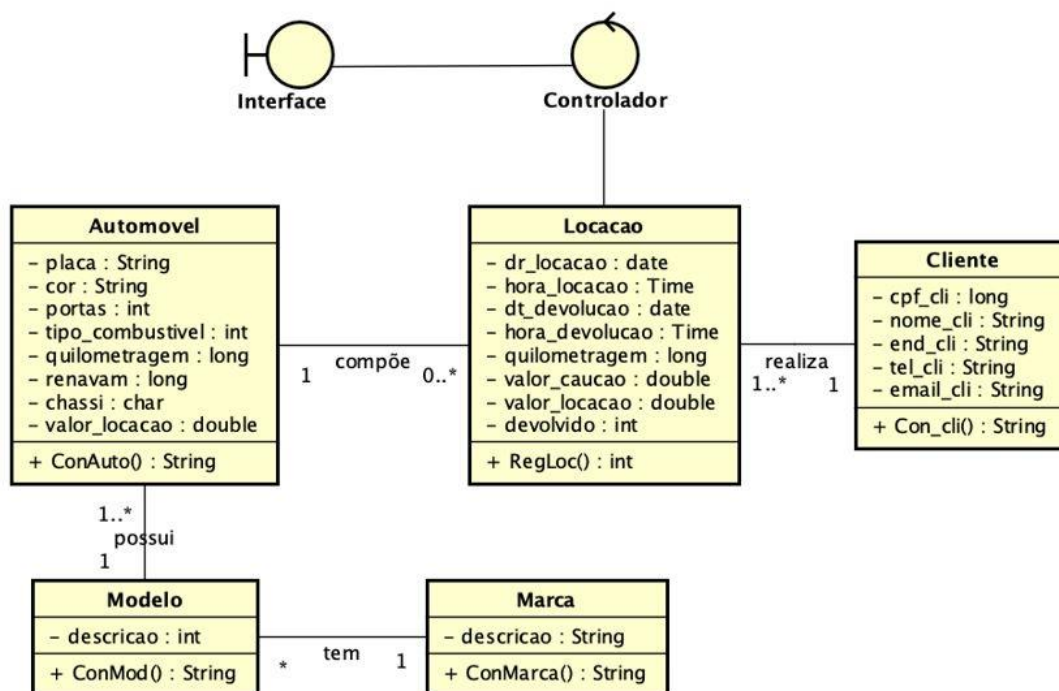 Interface
Controlador
Automovel
- placa : String
- cor : String
- portas : int
- tipo_combustivel : int
- quilometragem : long
- renavam : long
- chassi : char
- valor_locacao : double
+ ConAuto() : String
Locacao
- dr_locacao : date
- hora_locacao : Time
- dt_devolucao : date
- hora_devolucao : Time
- quilometragem : long
- valor_caucao : double
- valor_locacao : double
- devolvido : int
+ RegLoc() : int
Cliente
- cpf_cli : long
- nome_cli : String
- end_cli : String
- tel_cli : String
- email_cli : String
+ Con_cli() : String
1 compõe 0..*
1..* realiza 1
1..*
possui
1
Modelo
- descricao : int
+ ConMod() : String
* tem 1
Marca
- descricao : String
+ ConMarca() : String